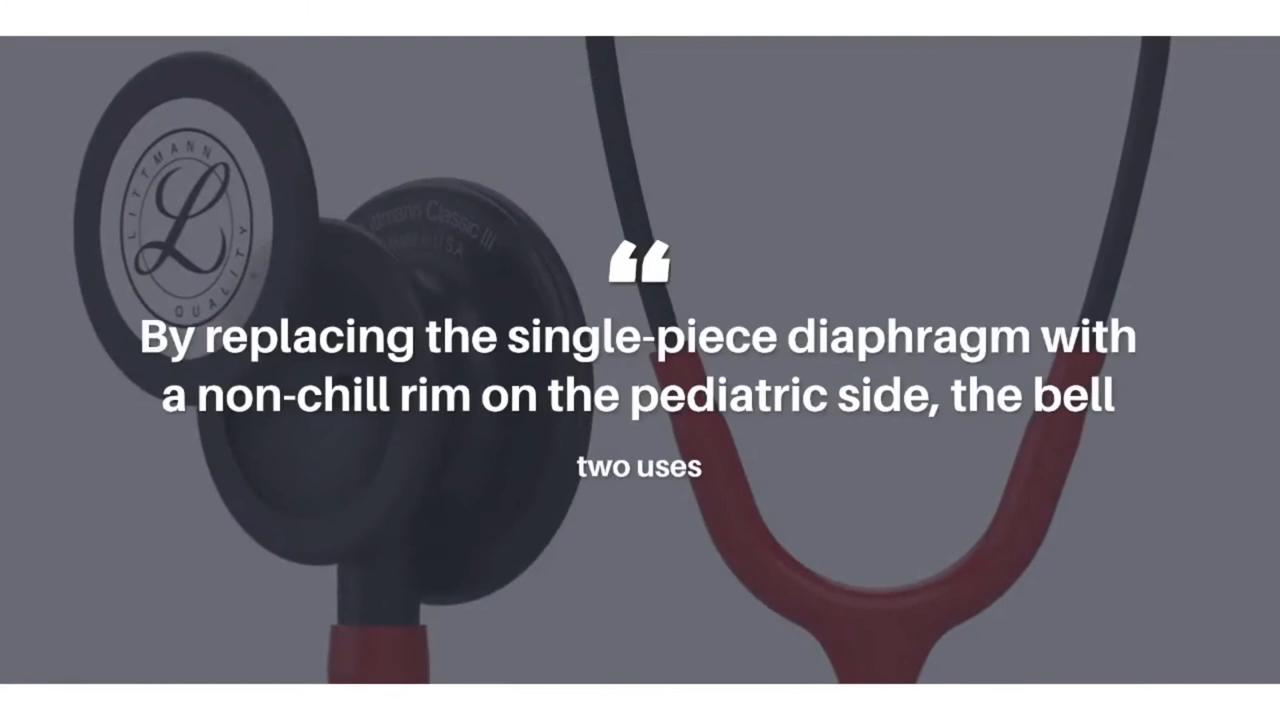 LITTMANN
L
QUALITY
Littmann Classic III
Made in U.S.A.
“
By replacing the single-piece diaphragm with
a non-chill rim on the pediatric side, the bell
two uses